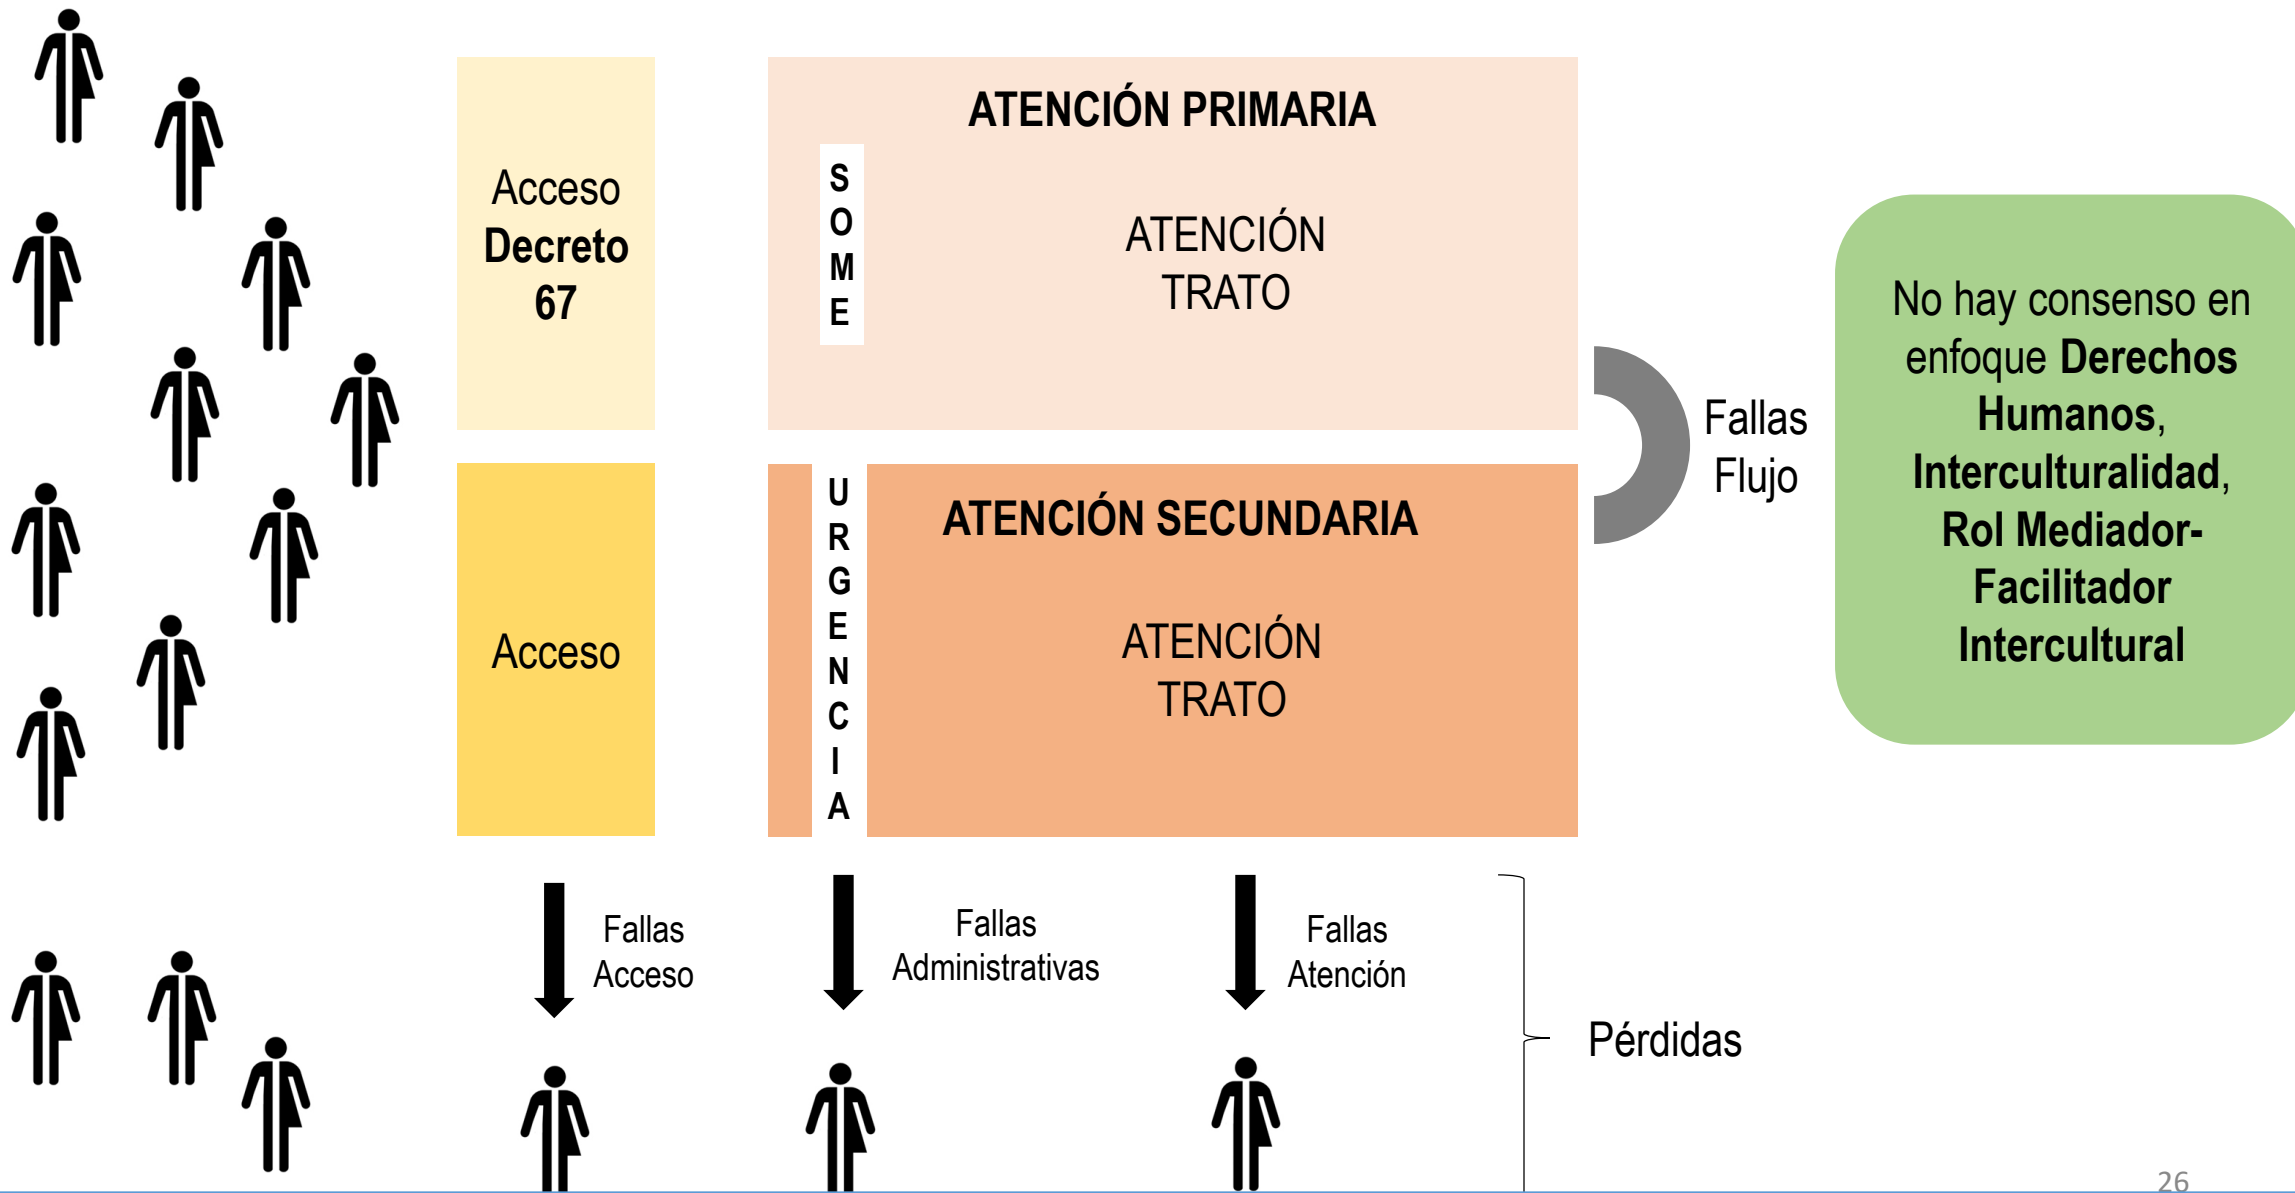 Acceso
Decreto
67
ATENCIÓN PRIMARIA
S
O
M
E
ATENCIÓN
TRATO
Acceso
U
R
G
E
N
C
I
A
ATENCIÓN SECUNDARIA
ATENCIÓN
TRATO
Fallas
Flujo
No hay consenso en
enfoque Derechos
Humanos,
Interculturalidad,
Rol Mediador-
Facilitador
Intercultural
Fallas
Acceso
Fallas
Administrativas
Fallas
Atención
Pérdidas
26